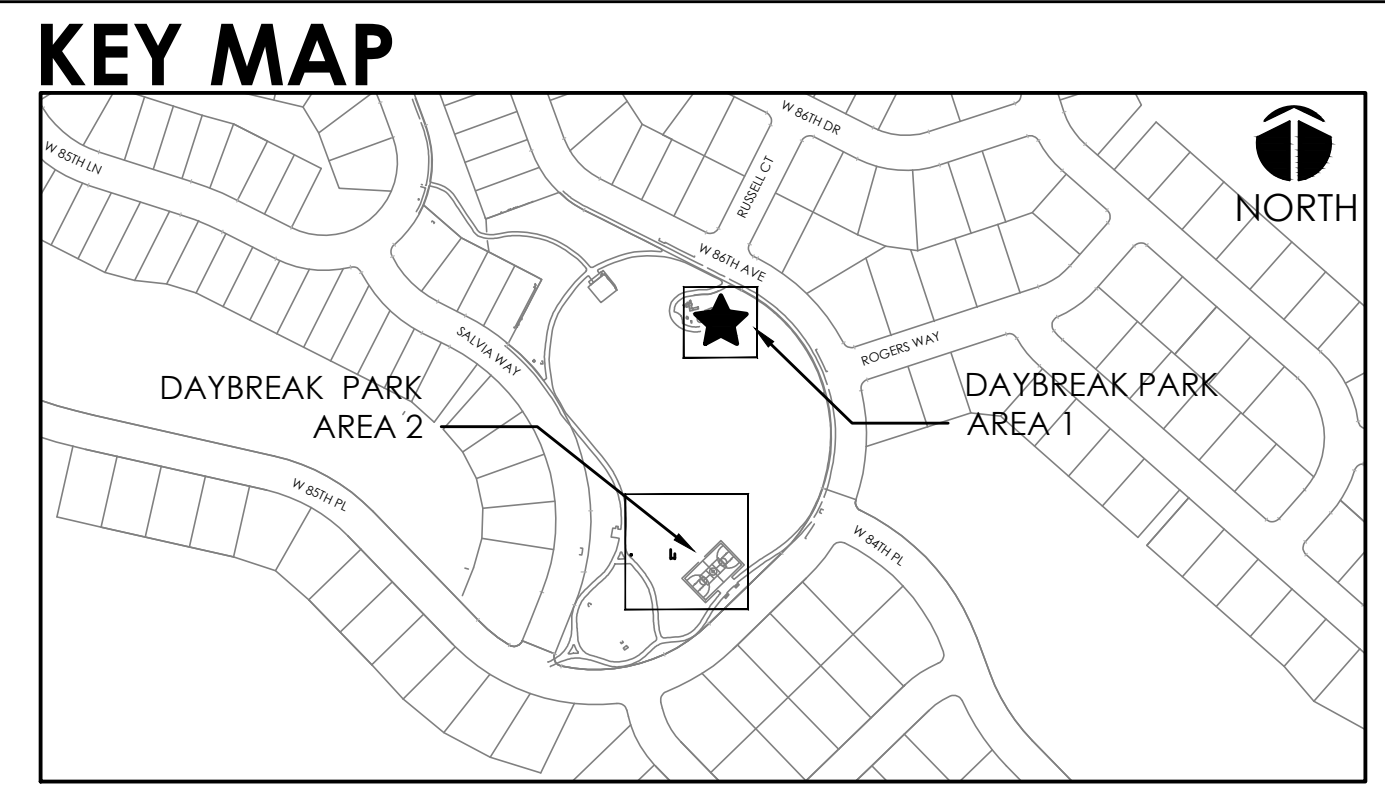 KEY MAP
W 86TH DR
NORTH
W 85TH LN
RUSSELL CT
W 86TH AVE
SALVIA WAY
ROGERS WAY
DAYBREAK PARK
AREA 2
DAYBREAK PARK
AREA 1
W 85TH PL
W 84TH PL